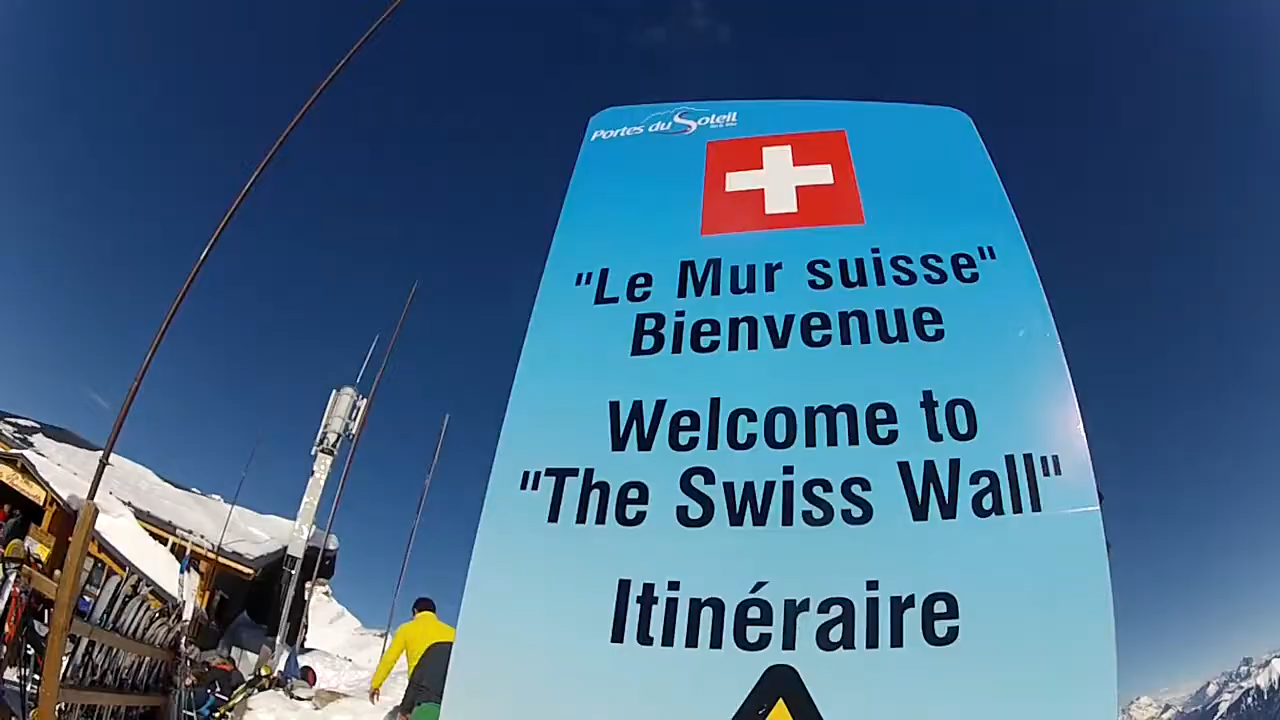 Portes du Soleil
"Le Mur suisse"
Bienvenue
Welcome to
"The Swiss Wall"
Itinéraire